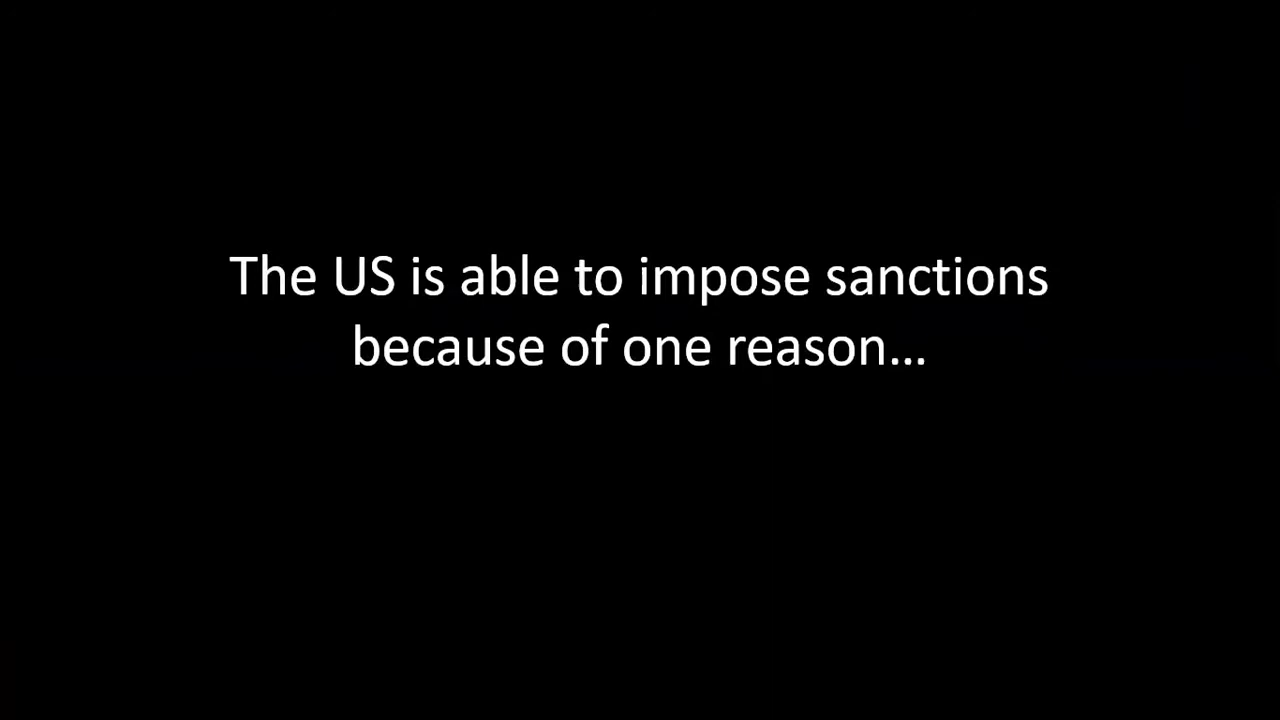 The US is able to impose sanctions
because of one reason…